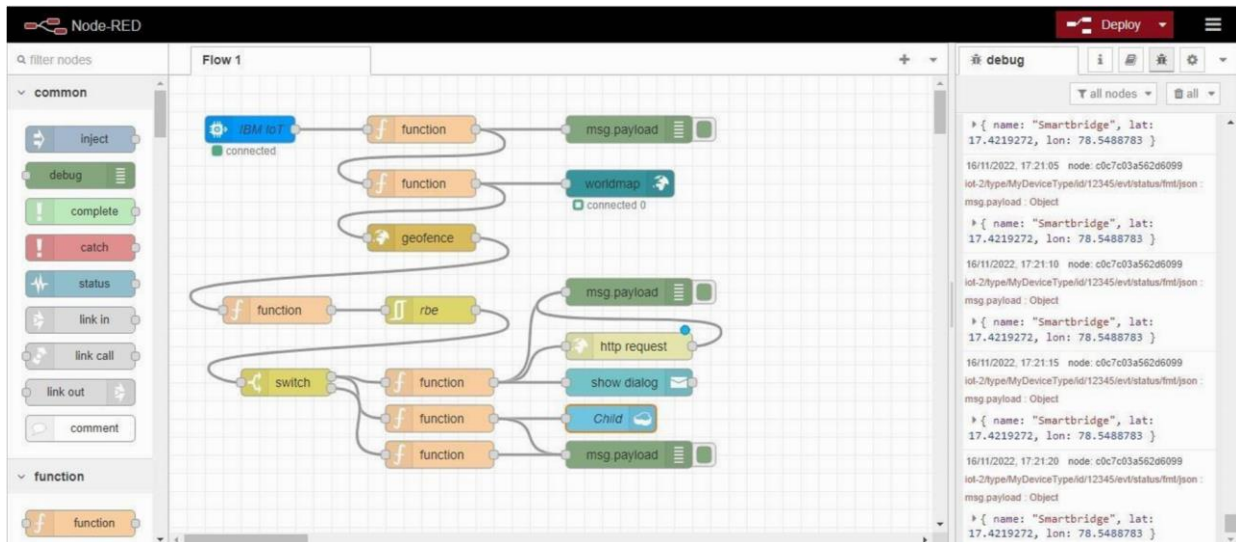 Node-RED
Deploy
filter nodes
common
inject
debug
complete
catch
status
link in
link call
link out
comment
function
function
Flow 1
IBM IoT
connected
function
msg.payload
function
worldmap
connected 0
geofence
function
rbe
msg.payload
http request
switch
function
show dialog
function
Child
function
msg.payload
debug
i
all nodes
all
{ name: "Smartbridge", lat:
17.4219272, lon: 78.5488783 }
16/11/2022, 17:21:05 node: c0c7c03a562d6099
iot-2/type/MyDeviceType/id/12345/evt/status/fmt/json :
msg.payload : Object
{ name: "Smartbridge", lat:
17.4219272, lon: 78.5488783 }
16/11/2022, 17:21:10 node: c0c7c03a562d6099
iot-2/type/MyDeviceType/id/12345/evt/status/fmt/json :
msg.payload : Object
{ name: "Smartbridge", lat:
17.4219272, lon: 78.5488783 }
16/11/2022, 17:21:15 node: c0c7c03a562d6099
iot-2/type/MyDeviceType/id/12345/evt/status/fmt/json :
msg.payload : Object
{ name: "Smartbridge", lat:
17.4219272, lon: 78.5488783 }
16/11/2022, 17:21:20 node: c0c7c03a562d6099
iot-2/type/MyDeviceType/id/12345/evt/status/fmt/json :
msg.payload : Object
{ name: "Smartbridge", lat:
17.4219272, lon: 78.5488783 }